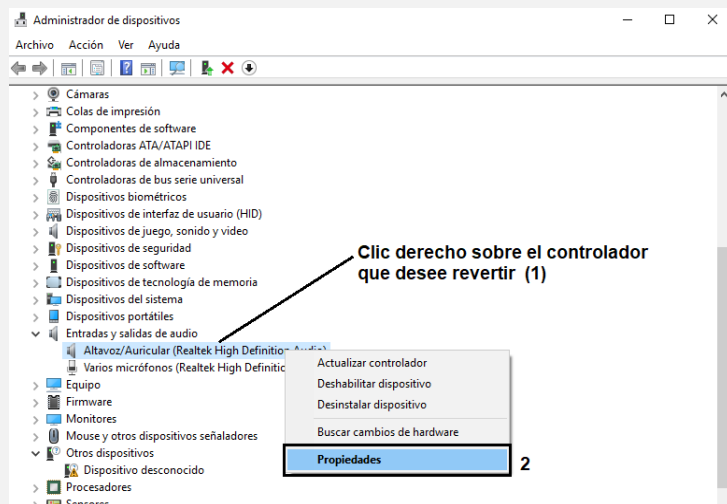 Administrador de dispositivos
Archivo Acción Ver Ayuda
Cámaras
Colas de impresión
Componentes de software
Controladoras ATA/ATAPI IDE
Controladoras de almacenamiento
Controladoras de bus serie universal
Dispositivos biométricos
Dispositivos de interfaz de usuario (HID)
Dispositivos de juego, sonido y video
Dispositivos de seguridad
Dispositivos de software
Dispositivos de tecnología de memoria
Dispositivos del sistema
Dispositivos portátiles
Entradas y salidas de audio
Altavoz/Auricular (Realtek High Definition Audio)
Varios micrófonos (Realtek High Definitic
Equipo
Firmware
Monitores
Mouse y otros dispositivos señaladores
Otros dispositivos
Dispositivo desconocido
Procesadores
Sensores
Clic derecho sobre el controlador
que desee revertir (1)
Actualizar controlador
Deshabilitar dispositivo
Desinstalar dispositivo
Buscar cambios de hardware
Propiedades
2